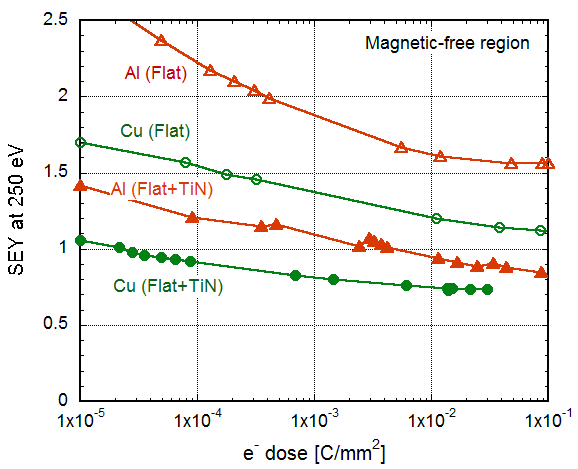 2.5
Magnetic-free region
Al (Flat)
2
Cu (Flat)
1.5
Al (Flat+TiN)
SEY at 250 eV
1
Cu (Flat+TiN)
0.5
0
1x10⁻⁵ 1x10⁻⁴ 1x10⁻³ 1x10⁻² 1x10⁻¹
e⁻ dose [C/mm²]